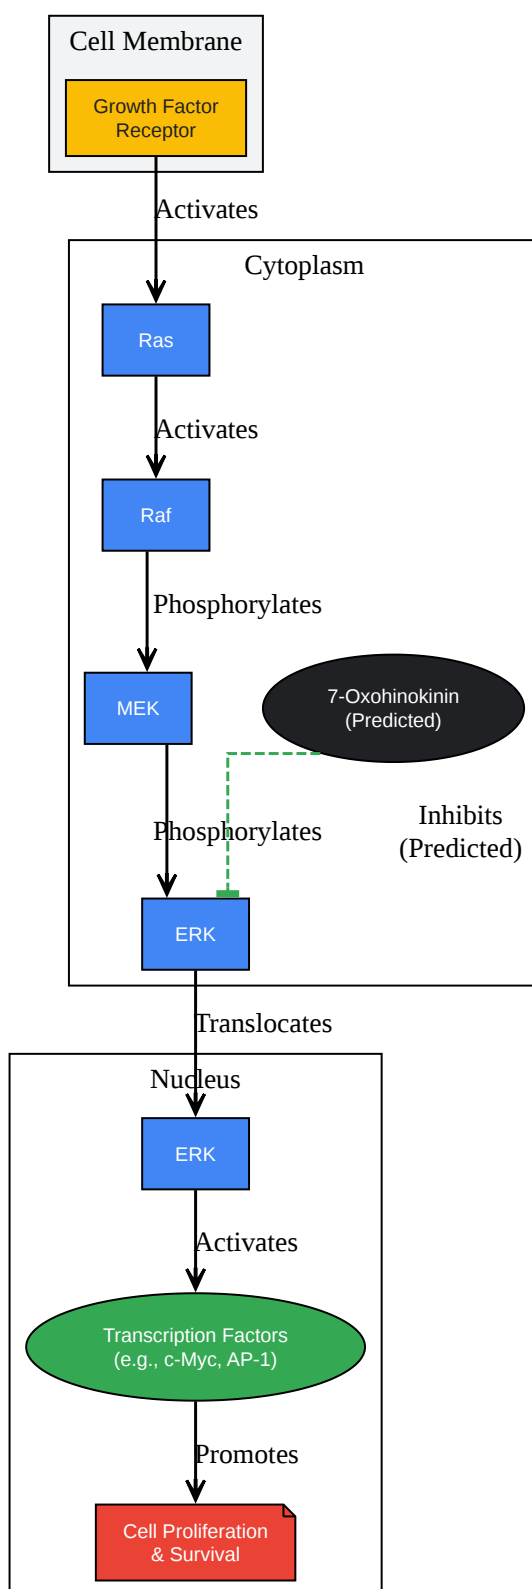 Cell Membrane
Growth Factor
Receptor
Activates
Cytoplasm
Ras
Activates
Raf
Phosphorylates
MEK
7-Oxohinokinin
(Predicted)
Phosphorylates
Inhibits
(Predicted)
ERK
Translocates
Nucleus
ERK
Activates
Transcription Factors
(e.g., c-Myc, AP-1)
Promotes
Cell Proliferation
& Survival